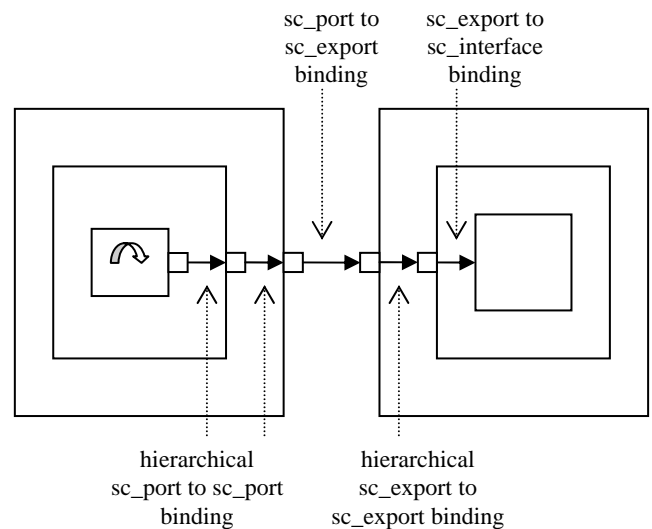 sc_port to
sc_export
binding
sc_export to
sc_interface
binding
hierarchical
sc_port to sc_port
binding
hierarchical
sc_export to
sc_export binding